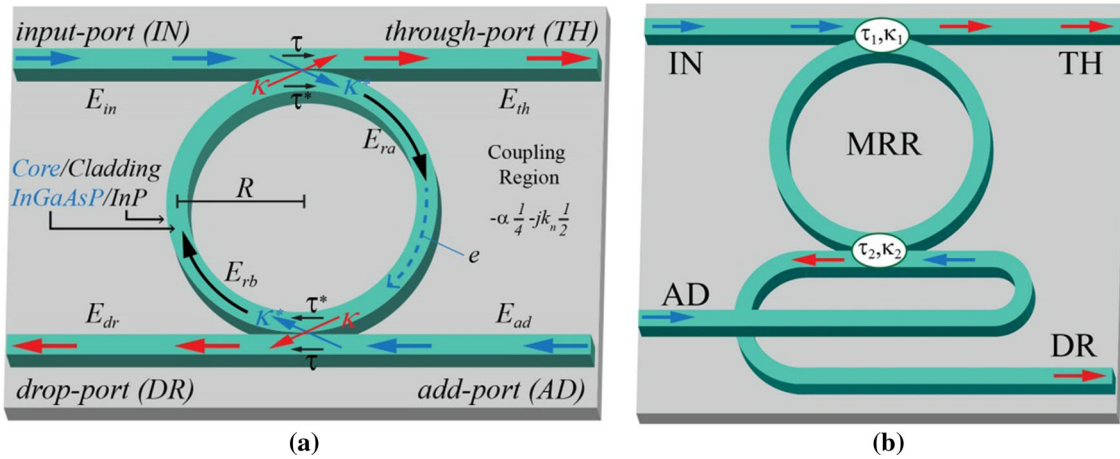 input-port (IN)
through-port (TH)
τ
κ
κ*
τ*
E_in
E_th
E_ra
Core/Cladding
InGaAsP/InP
R
Coupling
Region
-α 1/4 -jk_n 1/2
e
E_rb
E_dr
τ*
κ*
κ
E_ad
τ
drop-port (DR)
add-port (AD)
(a)
τ₁,κ₁
IN
TH
MRR
τ₂,κ₂
AD
DR
(b)